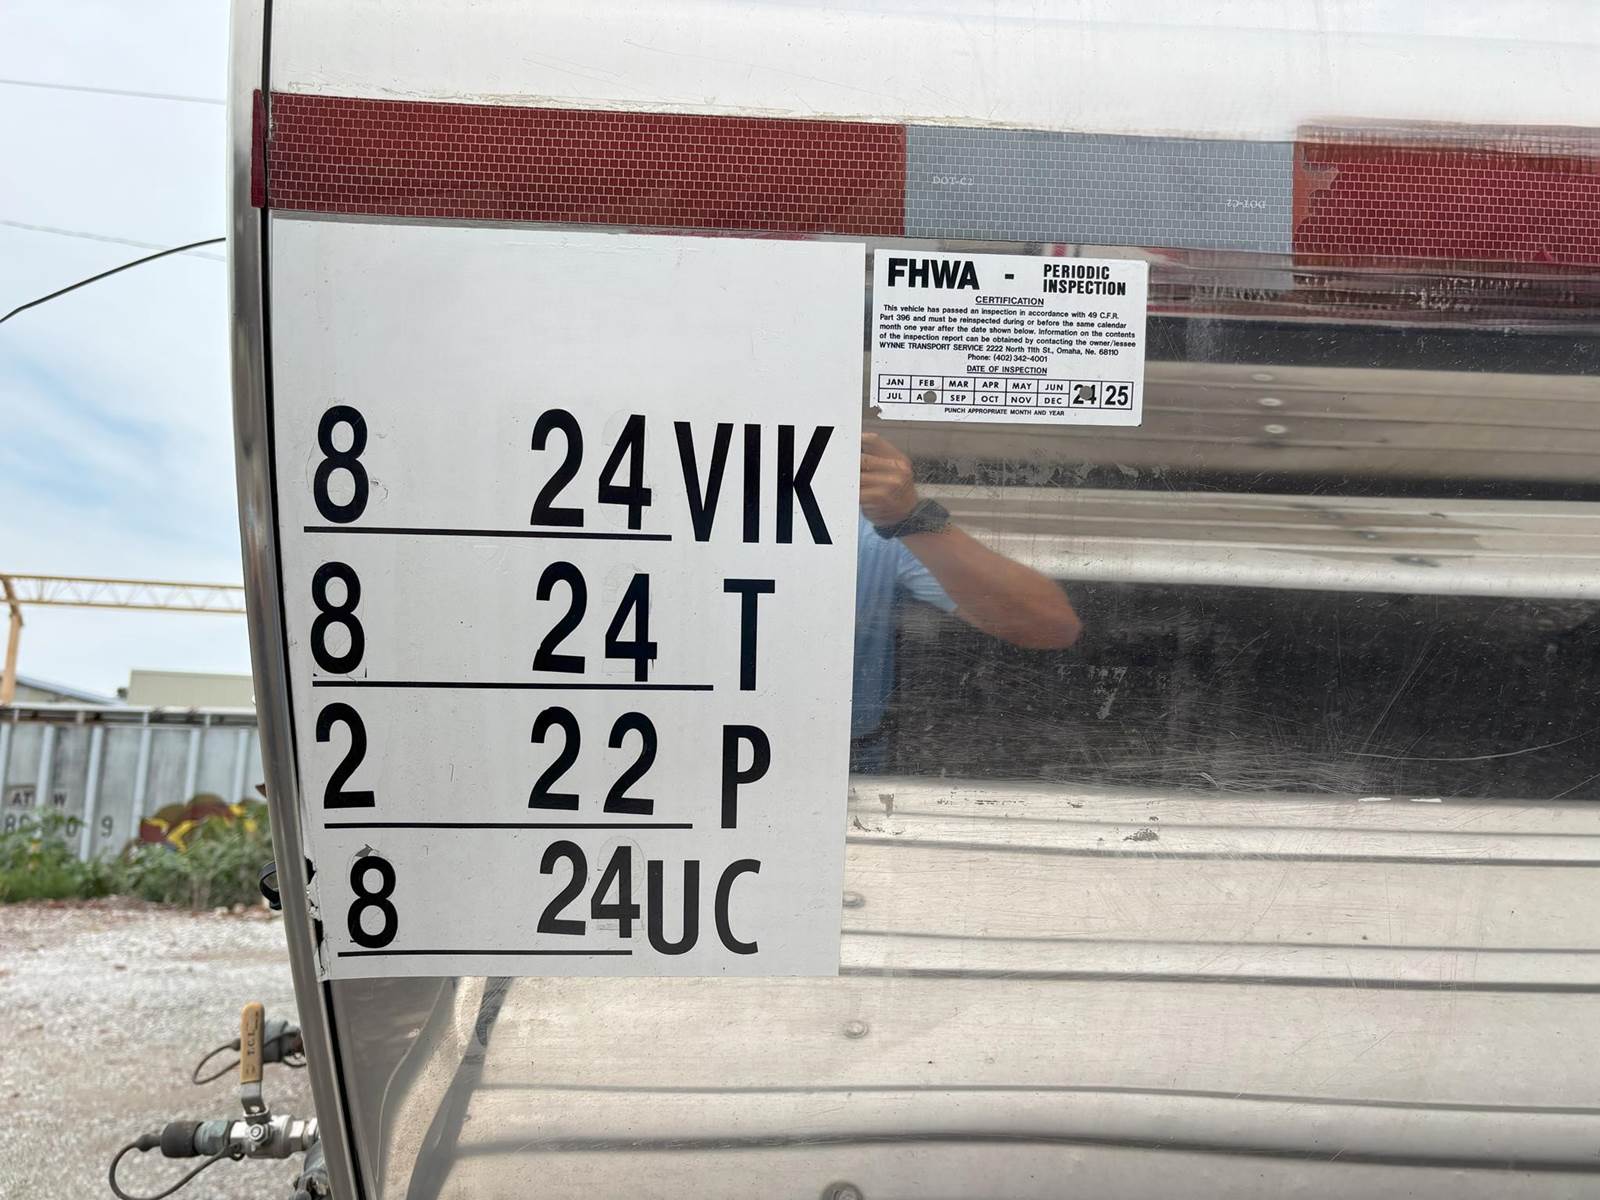 DOT-C2
DOT-C2
FHWA - PERIODIC INSPECTION
CERTIFICATION
This vehicle has passed an inspection in accordance with 49 C.F.R.
Part 396 and must be reinspected during or before the same calendar
month one year after the date shown below. Information on the contents
of the inspection report can be obtained by contacting the owner/lessee
WYNNE TRANSPORT SERVICE 2222 North 11th St., Omaha, Ne. 68110
Phone: (402) 342-4001
DATE OF INSPECTION
JAN FEB MAR APR MAY JUN 24 25
JUL SEP OCT NOV DEC
PUNCH APPROPRIATE MONTH AND YEAR
8 24 VIK
8 24 T
2 22 P
8 24 UC